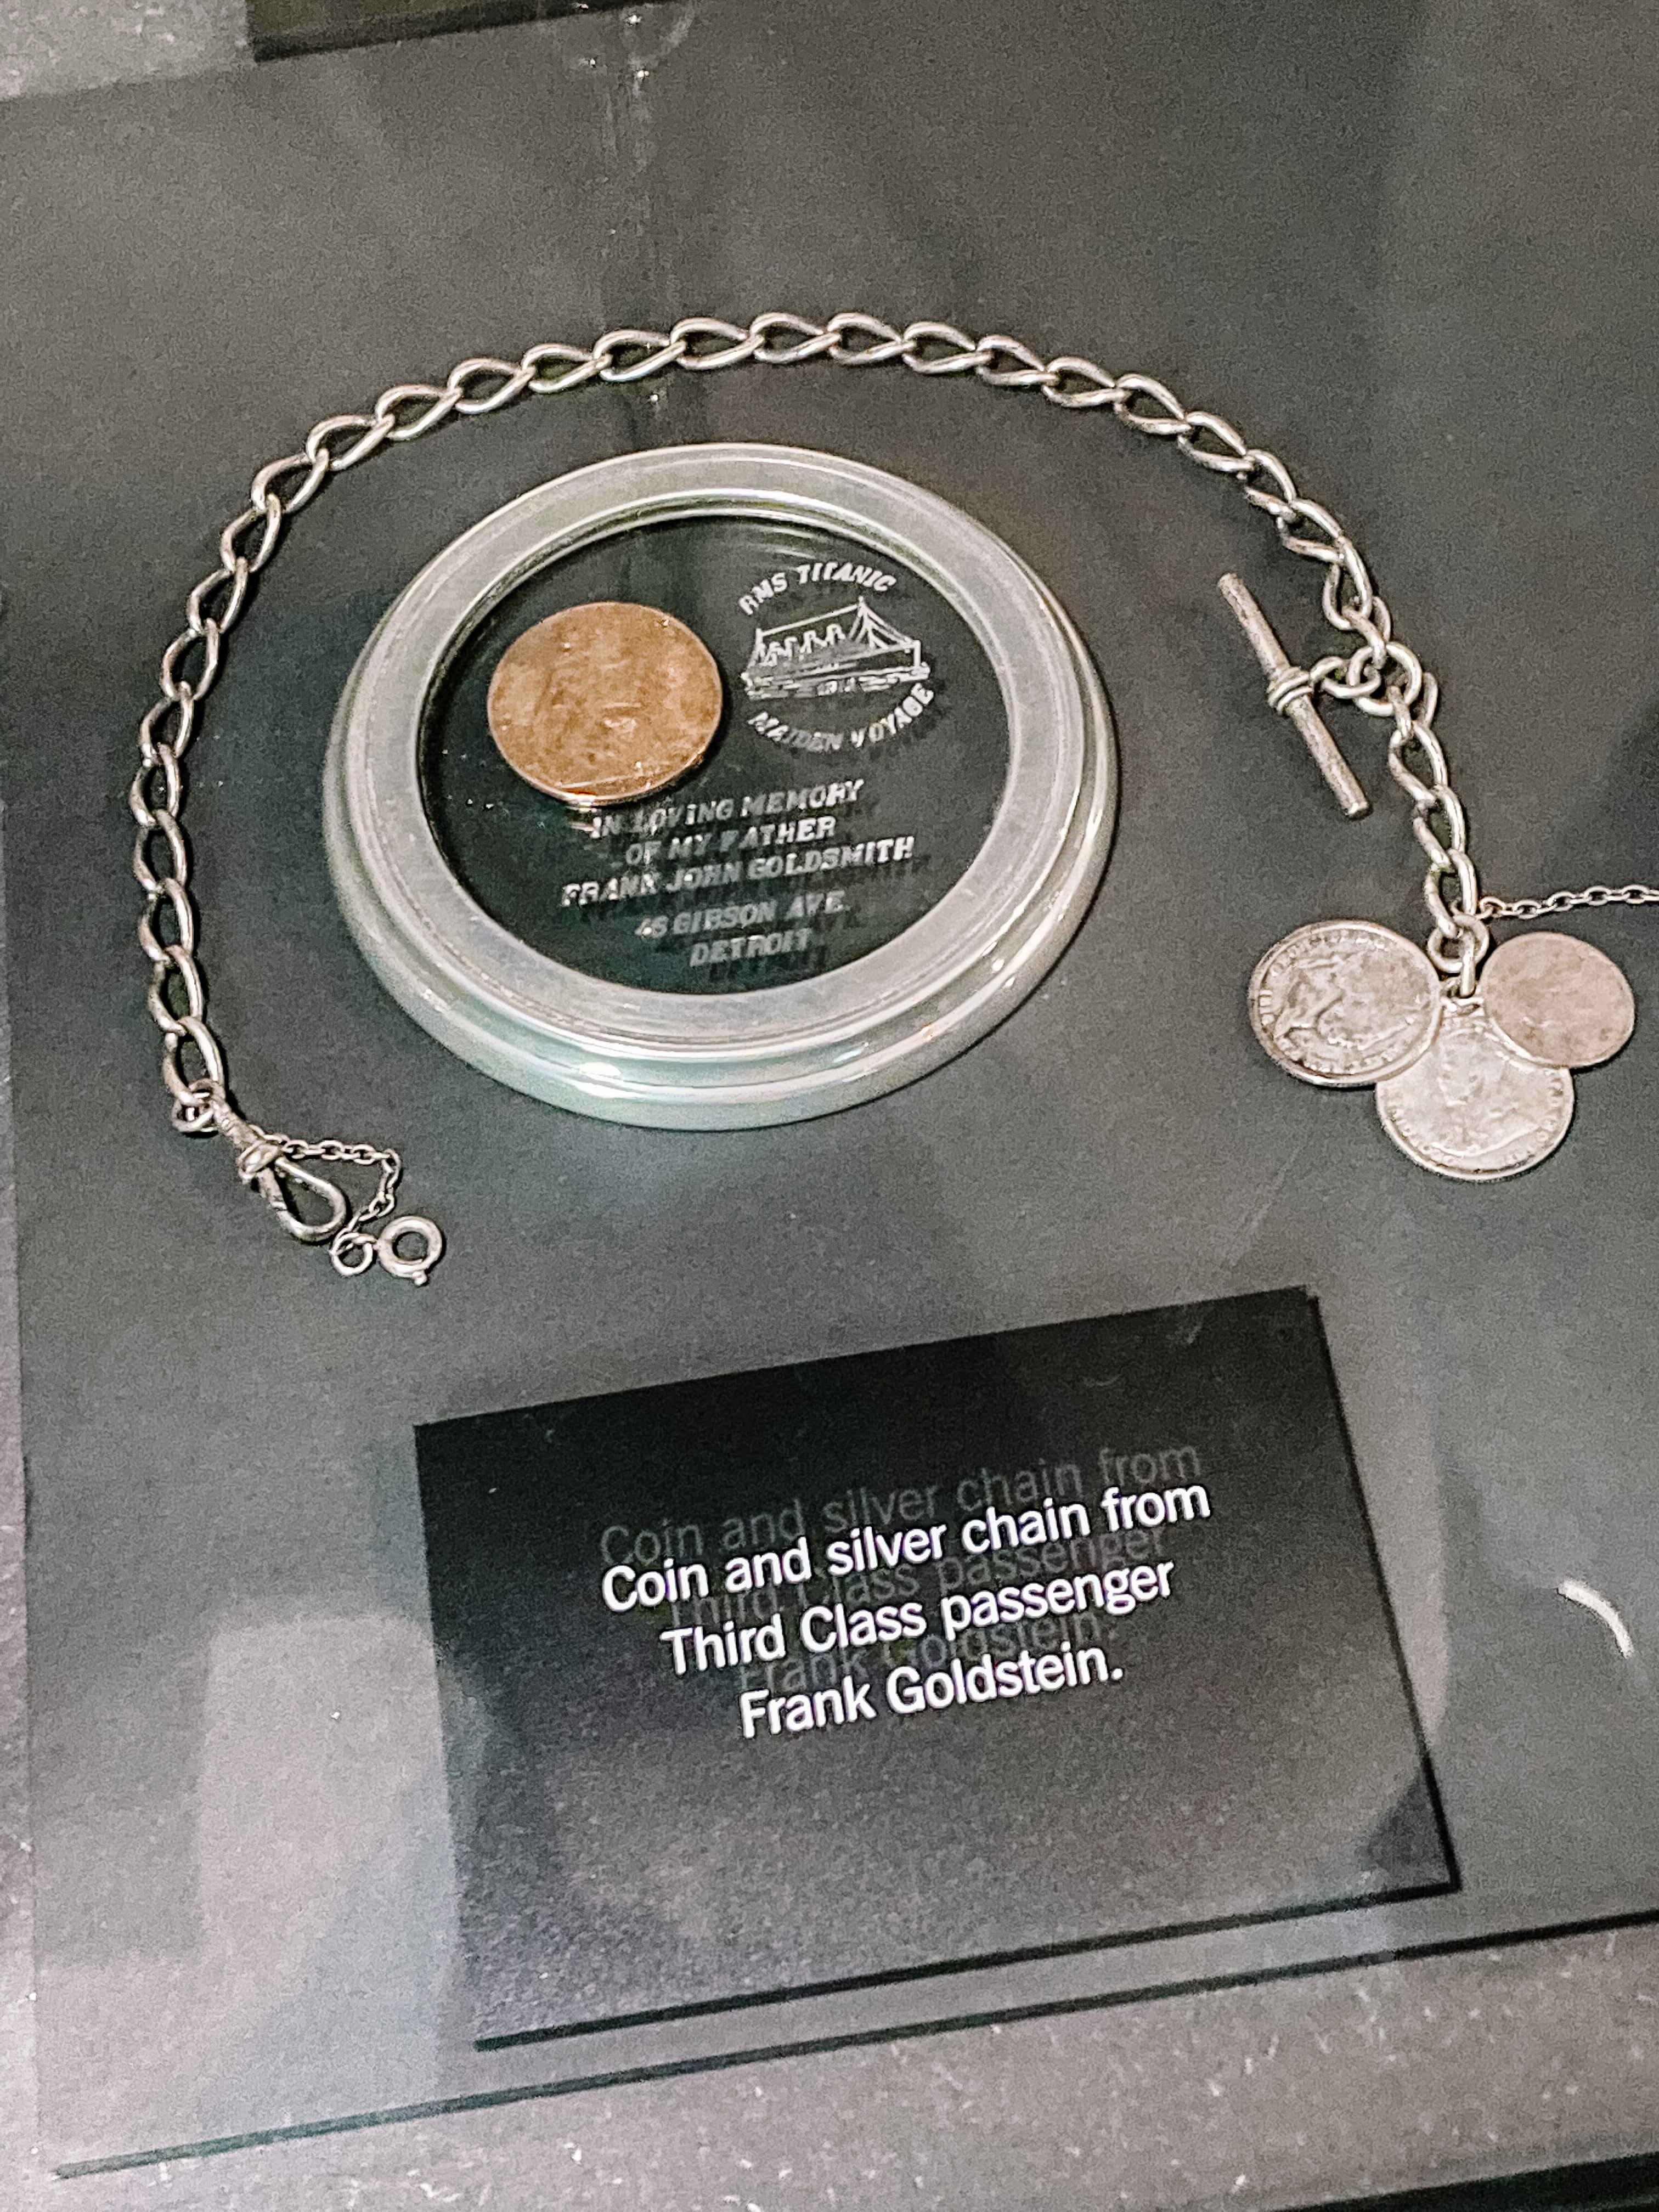 RMS TITANIC
MAIDEN VOYAGE
IN LOVING MEMORY
OF MY FATHER
FRANK JOHN GOLDSMITH
46 GIBSON AVE.
DETROIT
Coin and silver chain from
Third Class passenger
Frank Goldstein.